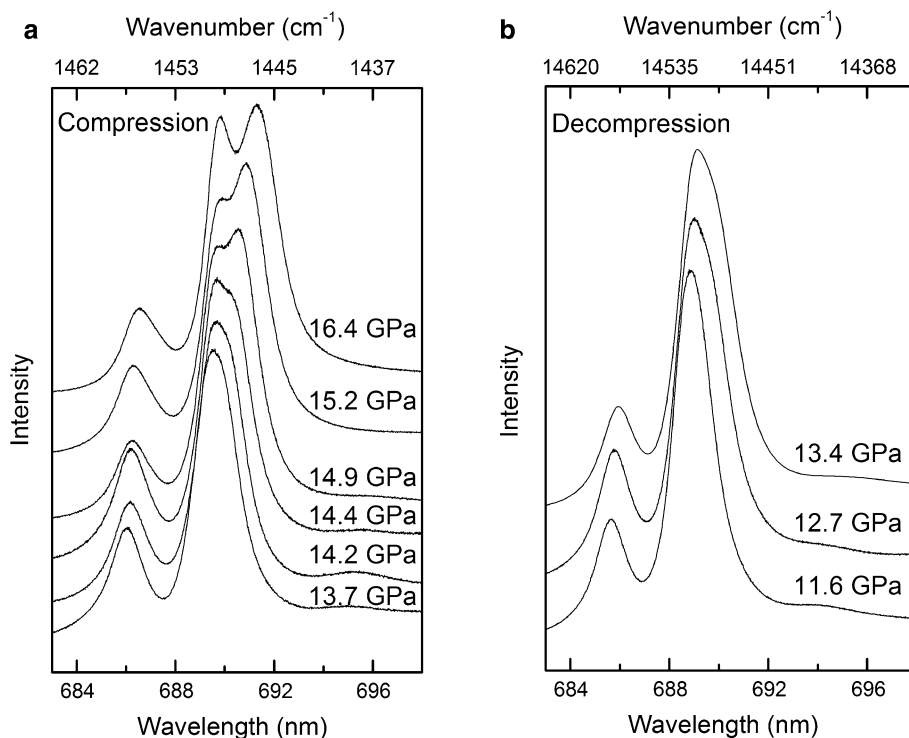 a
Wavenumber (cm-1)
1462 1453 1445 1437
Compression
16.4 GPa
15.2 GPa
14.9 GPa
14.4 GPa
14.2 GPa
13.7 GPa
Intensity
684 688 692 696
Wavelength (nm)
b
Wavenumber (cm-1)
14620 14535 14451 14368
Decompression
13.4 GPa
12.7 GPa
11.6 GPa
Intensity
684 688 692 696
Wavelength (nm)